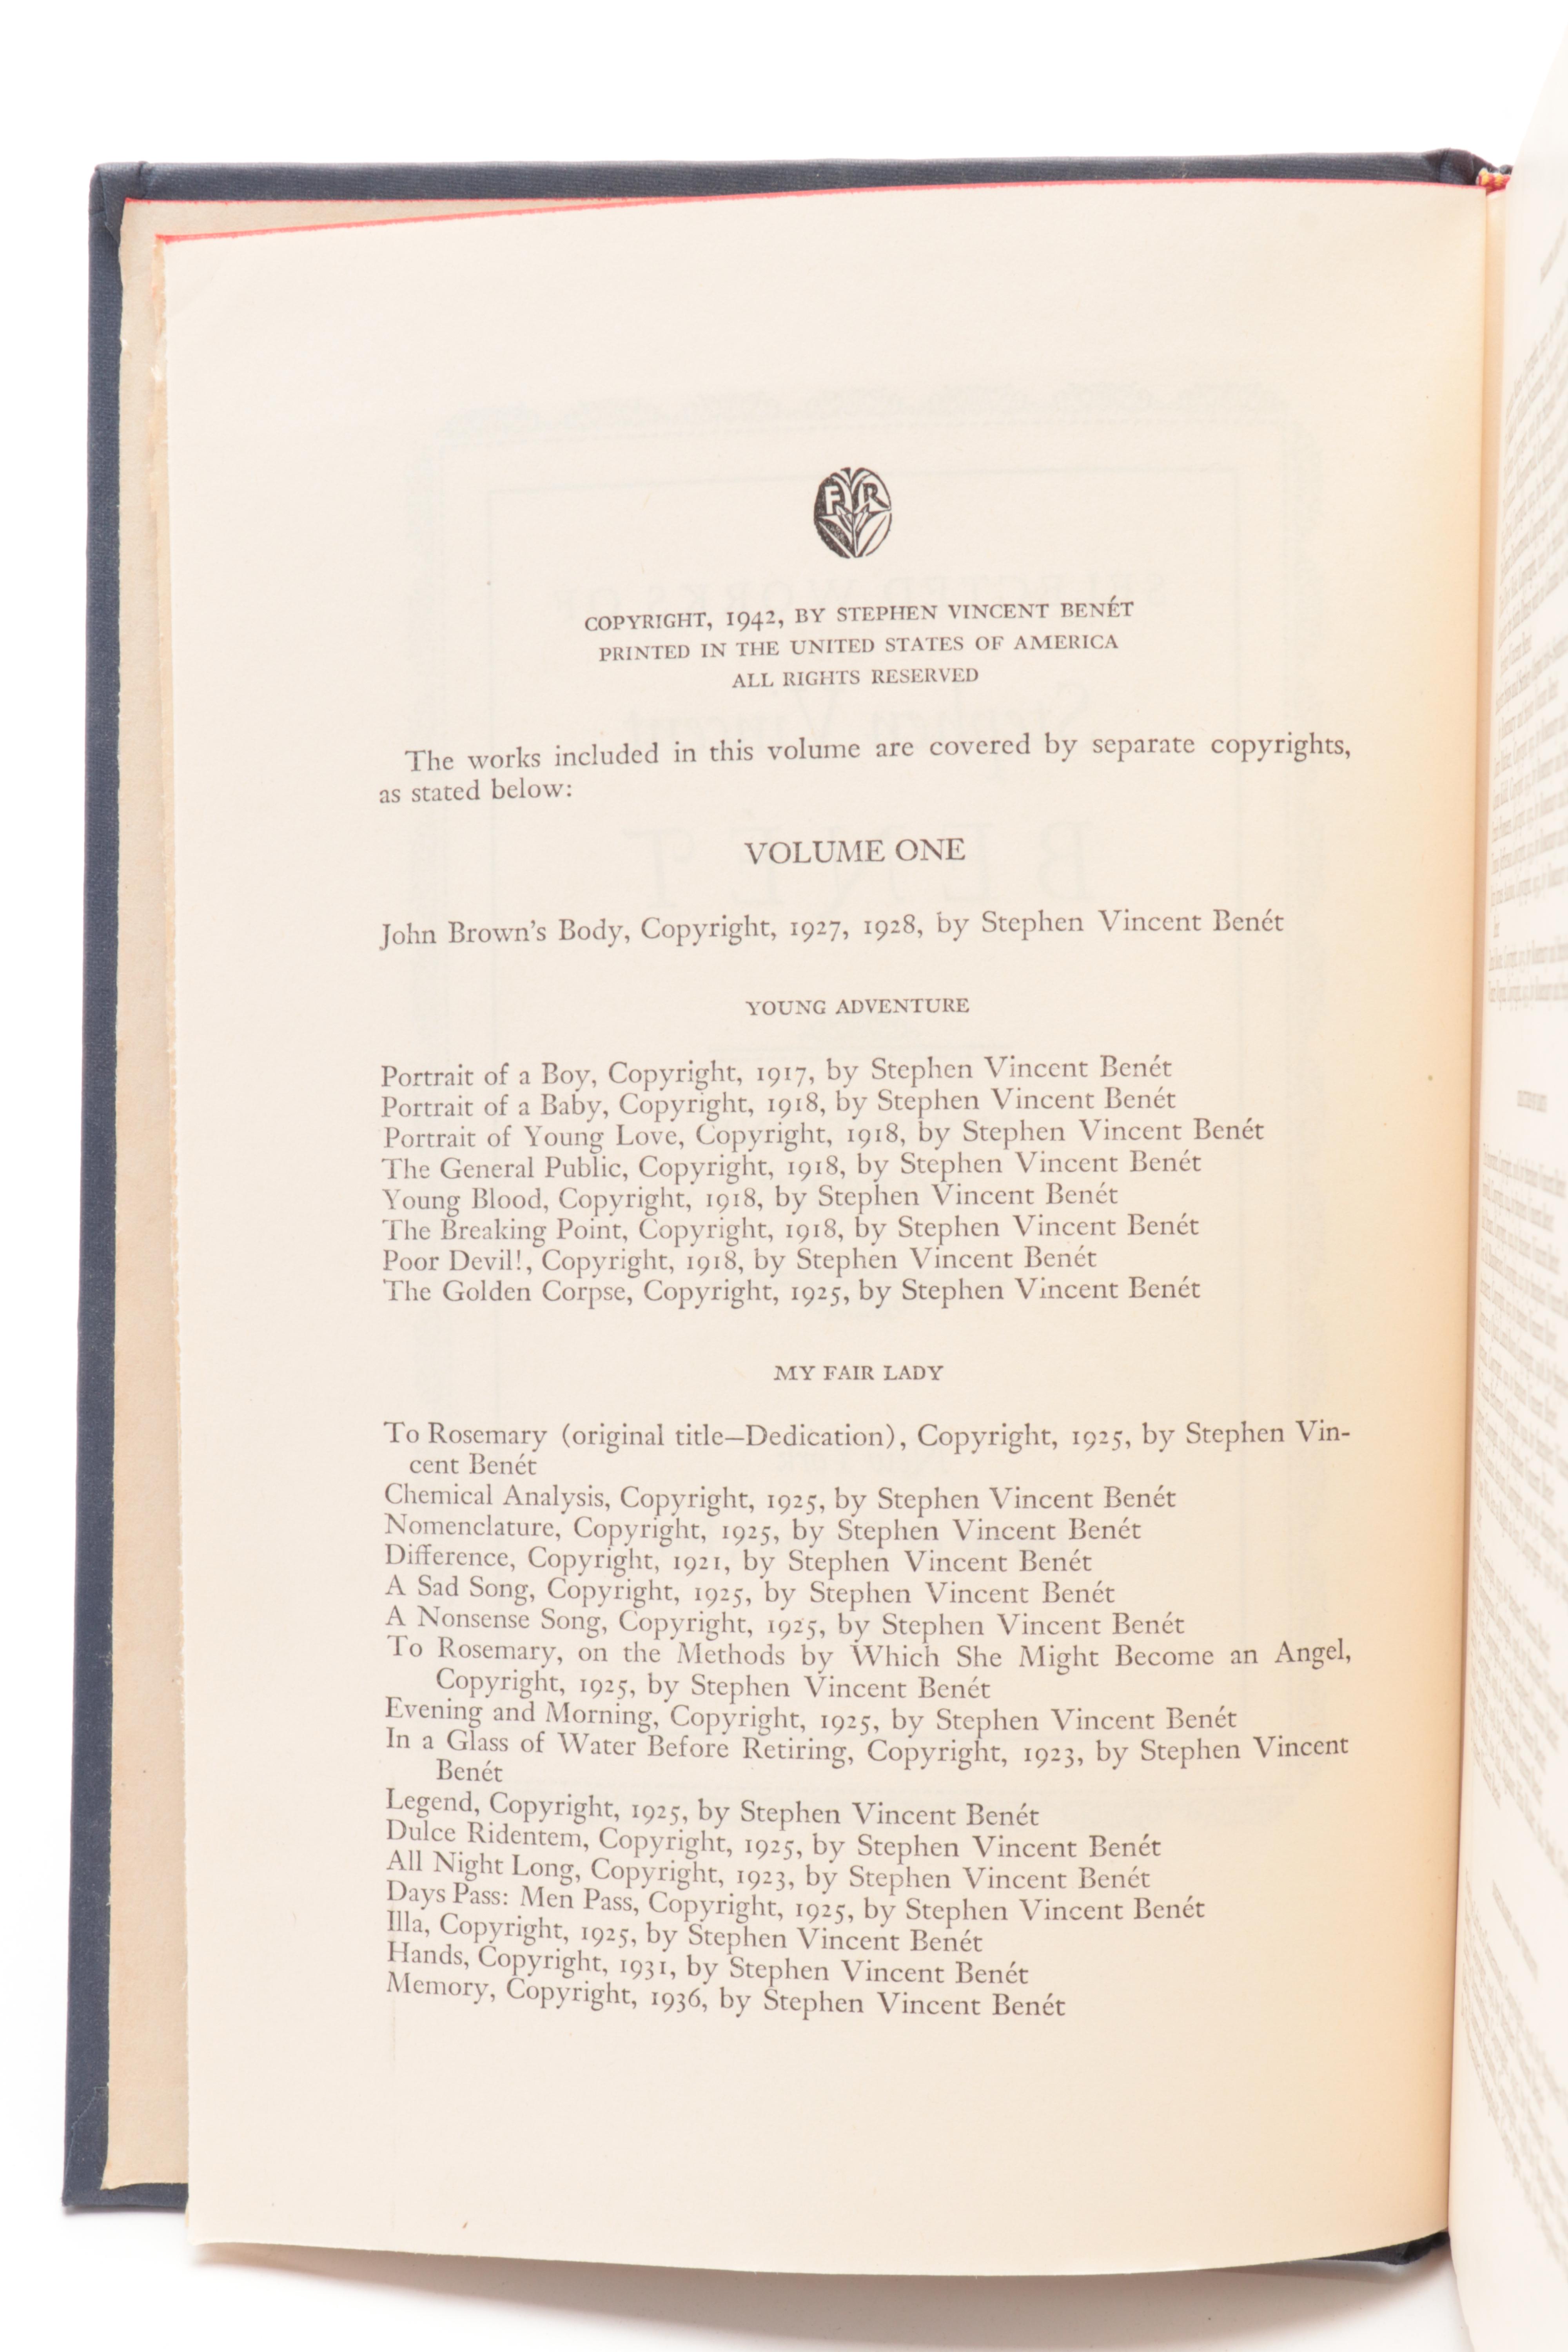 FR
COPYRIGHT, 1942, BY STEPHEN VINCENT BENÉT
PRINTED IN THE UNITED STATES OF AMERICA
ALL RIGHTS RESERVED
The works included in this volume are covered by separate copyrights,
as stated below:
VOLUME ONE
John Brown's Body, Copyright, 1927, 1928, by Stephen Vincent Benét
YOUNG ADVENTURE
Portrait of a Boy, Copyright, 1917, by Stephen Vincent Benét
Portrait of a Baby, Copyright, 1918, by Stephen Vincent Benét
Portrait of Young Love, Copyright, 1918, by Stephen Vincent Benét
The General Public, Copyright, 1918, by Stephen Vincent Benét
Young Blood, Copyright, 1918, by Stephen Vincent Benét
The Breaking Point, Copyright, 1918, by Stephen Vincent Benét
Poor Devil!, Copyright, 1918, by Stephen Vincent Benét
The Golden Corpse, Copyright, 1925, by Stephen Vincent Benét
MY FAIR LADY
To Rosemary (original title—Dedication), Copyright, 1925, by Stephen Vin-
cent Benét
Chemical Analysis, Copyright, 1925, by Stephen Vincent Benét
Nomenclature, Copyright, 1925, by Stephen Vincent Benét
Difference, Copyright, 1921, by Stephen Vincent Benét
A Sad Song, Copyright, 1925, by Stephen Vincent Benét
A Nonsense Song, Copyright, 1925, by Stephen Vincent Benét
To Rosemary, on the Methods by Which She Might Become an Angel,
Copyright, 1925, by Stephen Vincent Benét
Evening and Morning, Copyright, 1925, by Stephen Vincent Benét
In a Glass of Water Before Retiring, Copyright, 1923, by Stephen Vincent
Benét
Legend, Copyright, 1925, by Stephen Vincent Benét
Dulce Ridentem, Copyright, 1925, by Stephen Vincent Benét
All Night Long, Copyright, 1923, by Stephen Vincent Benét
Days Pass: Men Pass, Copyright, 1925, by Stephen Vincent Benét
Illa, Copyright, 1925, by Stephen Vincent Benét
Hands, Copyright, 1931, by Stephen Vincent Benét
Memory, Copyright, 1936, by Stephen Vincent Benét